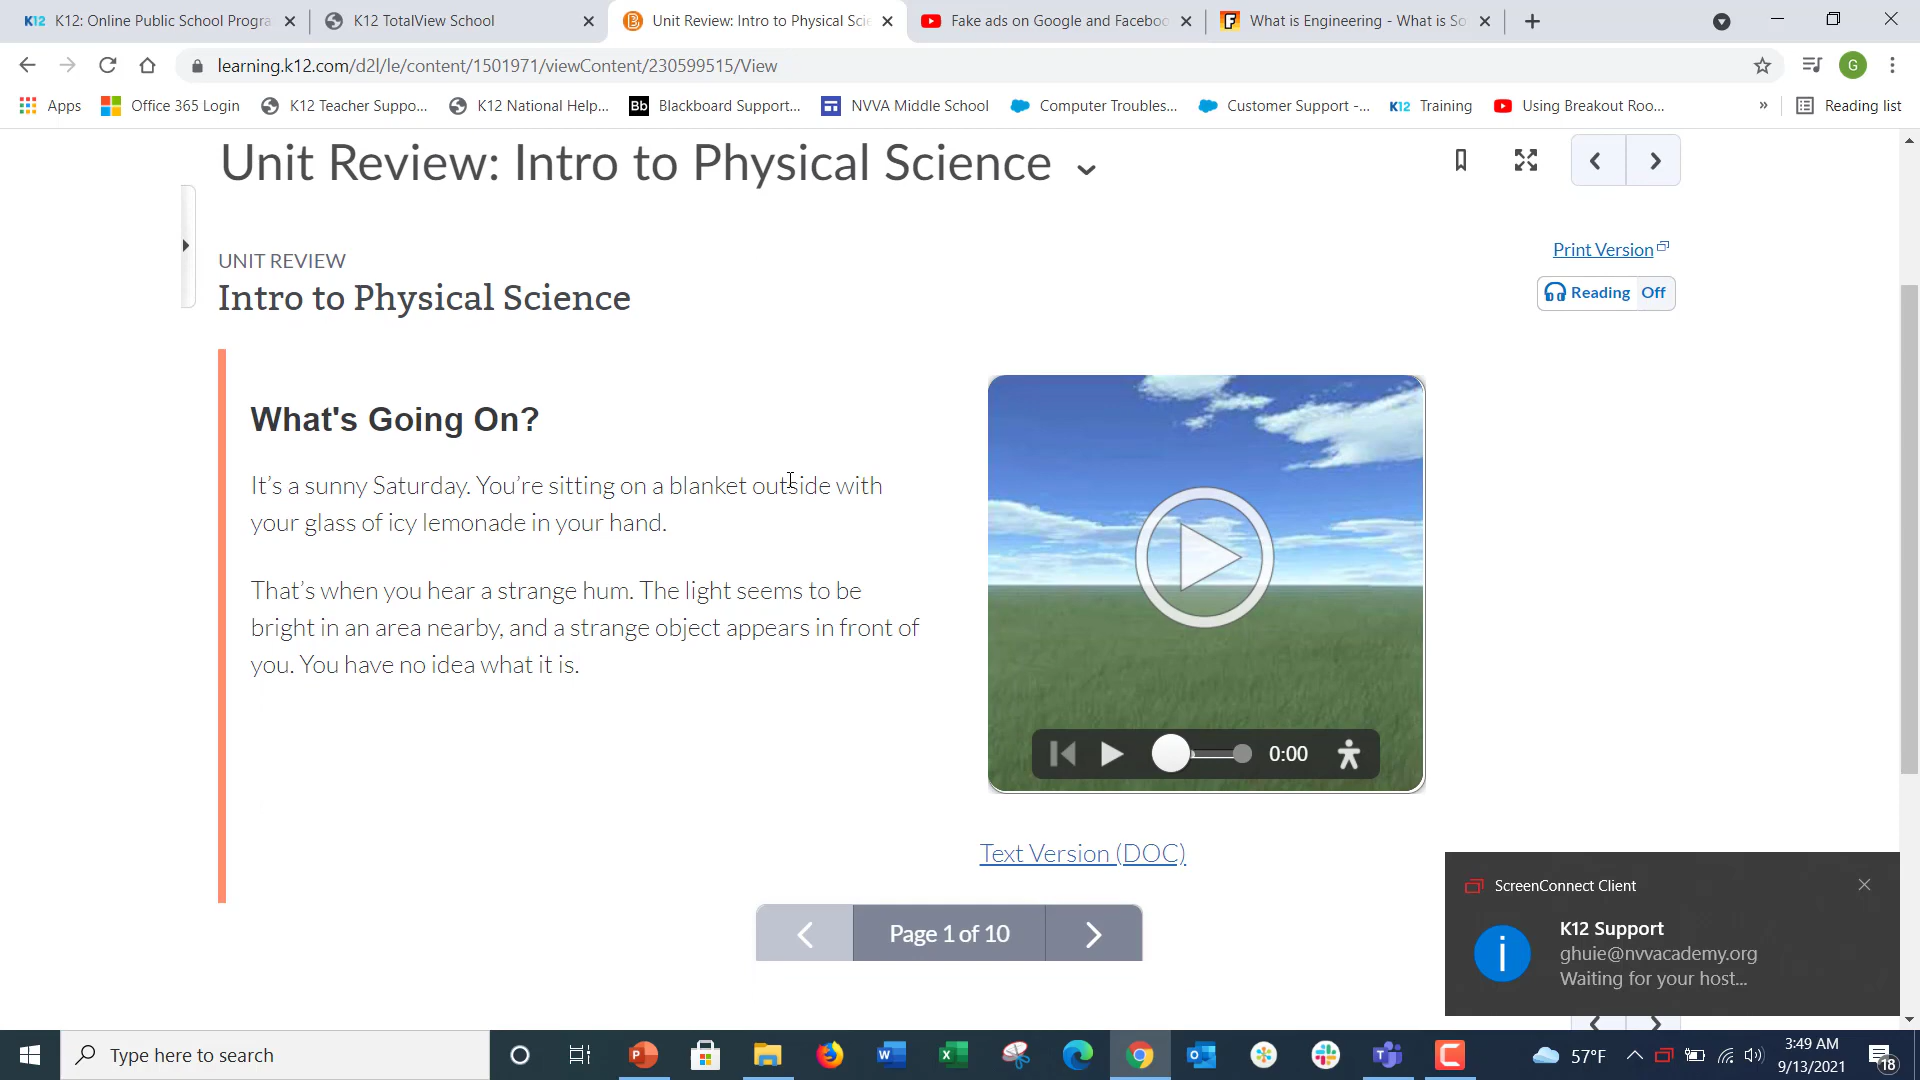 K12: Online Public School Progra
K12 TotalView School
Unit Review: Intro to Physical Scie
Fake ads on Google and Faceboo
What is Engineering - What is So
learning.k12.com/d2l/le/content/1501971/viewContent/230599515/View
G
Apps
Office 365 Login
K12 Teacher Suppo...
K12 National Help...
Bb Blackboard Support...
NVVA Middle School
Computer Troubles...
Customer Support -...
K12 Training
Using Breakout Roo...
»
Reading list
Unit Review: Intro to Physical Science
UNIT REVIEW
Print Version
Intro to Physical Science
Reading Off
What's Going On?
It's a sunny Saturday. You're sitting on a blanket outside with
your glass of icy lemonade in your hand.
That's when you hear a strange hum. The light seems to be
bright in an area nearby, and a strange object appears in front of
you. You have no idea what it is.
0:00
Text Version (DOC)
Page 1 of 10
ScreenConnect Client
K12 Support
ghuie@nvvacademy.org
Waiting for your host...
Type here to search
57°F
3:49 AM
9/13/2021
18